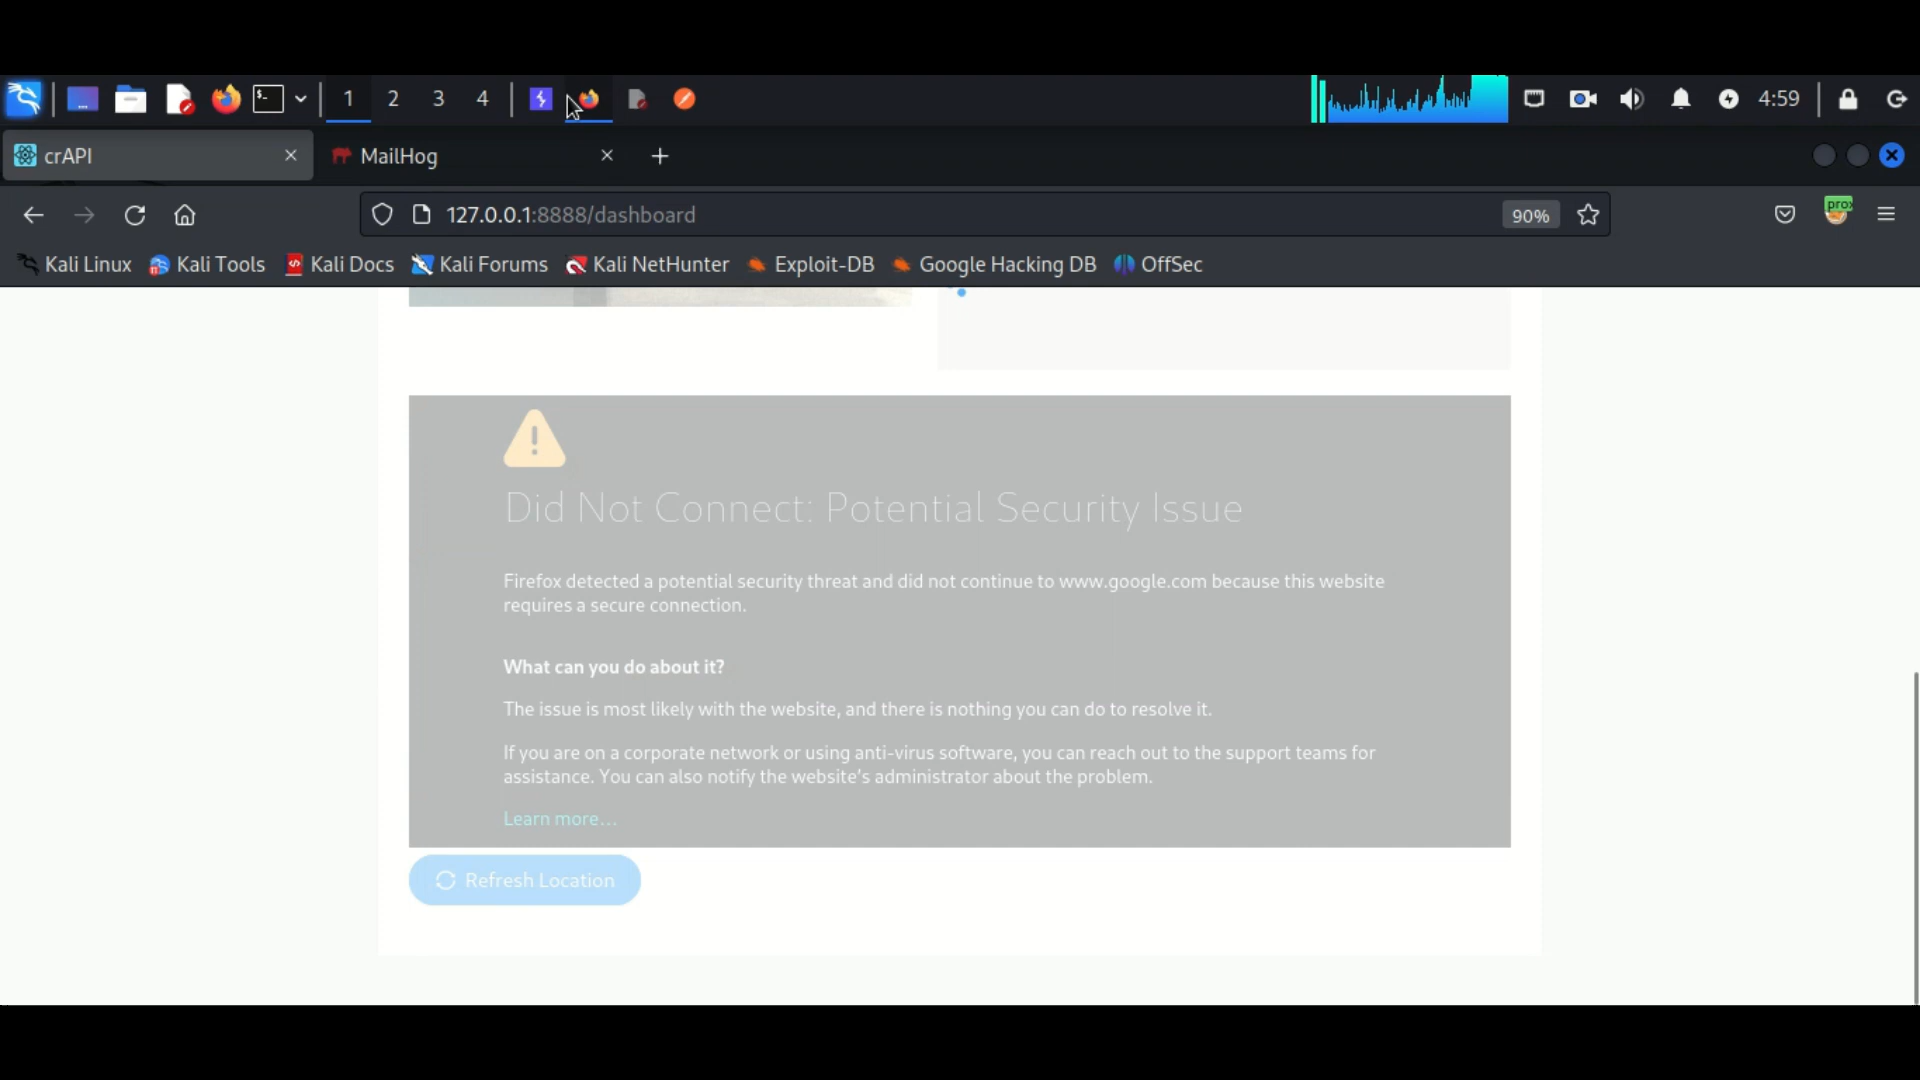 1 2 3 4 4:59
crAPI MailHog
127.0.0.1:8888/dashboard 90% prox
Kali Linux Kali Tools Kali Docs Kali Forums Kali NetHunter Exploit-DB Google Hacking DB OffSec
Did Not Connect: Potential Security Issue
Firefox detected a potential security threat and did not continue to www.google.com because this website
requires a secure connection.
What can you do about it?
The issue is most likely with the website, and there is nothing you can do to resolve it.
If you are on a corporate network or using anti-virus software, you can reach out to the support teams for
assistance. You can also notify the website's administrator about the problem.
Learn more...
Refresh Location